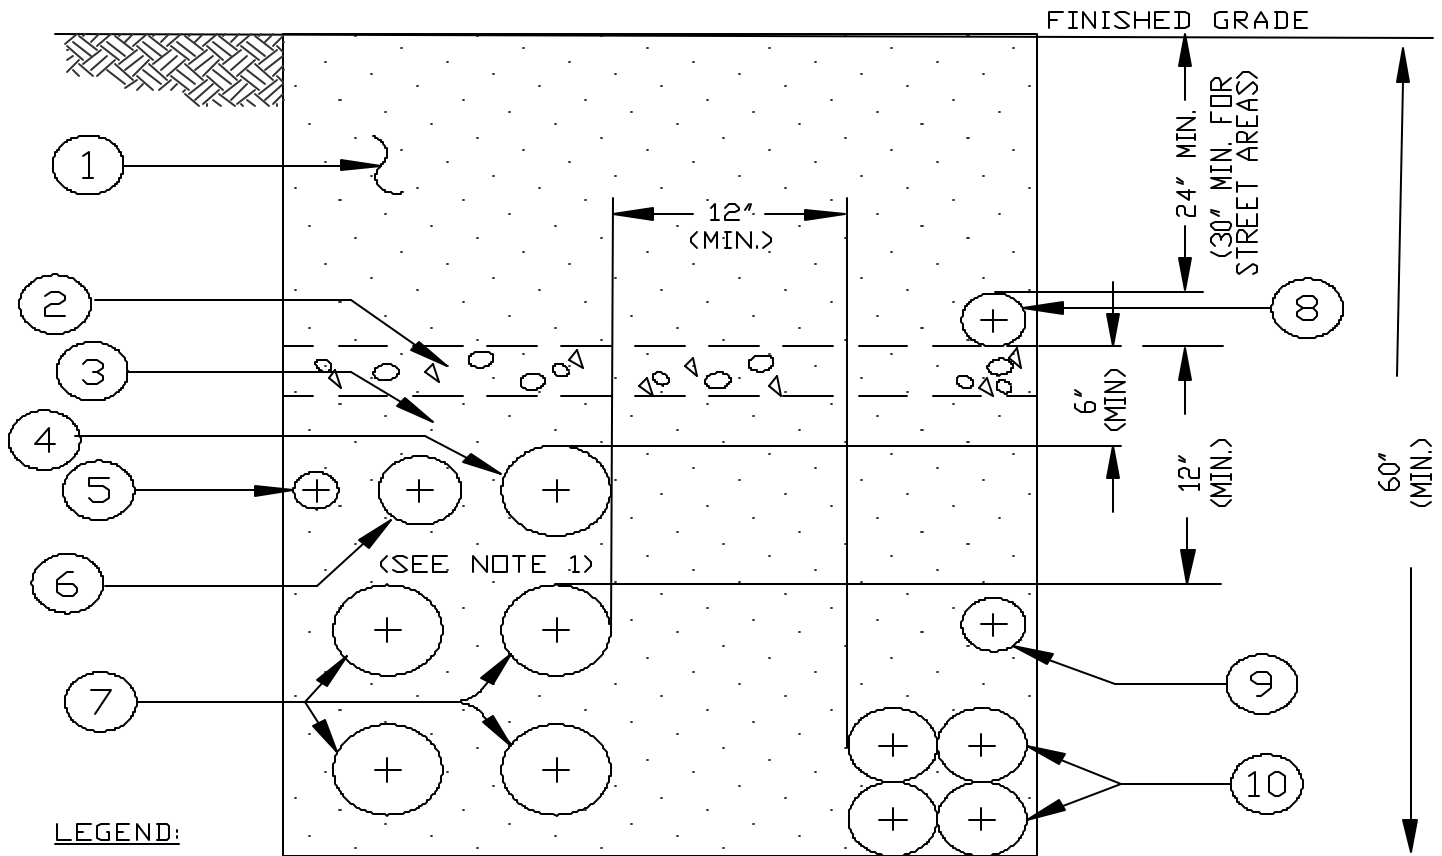 FINISHED GRADE
24" MIN.
(30" MIN. FOR
STREET AREAS)
1
12"
(MIN.)
2
8
3
6"
(MIN)
4
12"
(MIN.)
60"
(MIN.)
5
(SEE NOTE 1)
6
7
9
10
LEGEND: